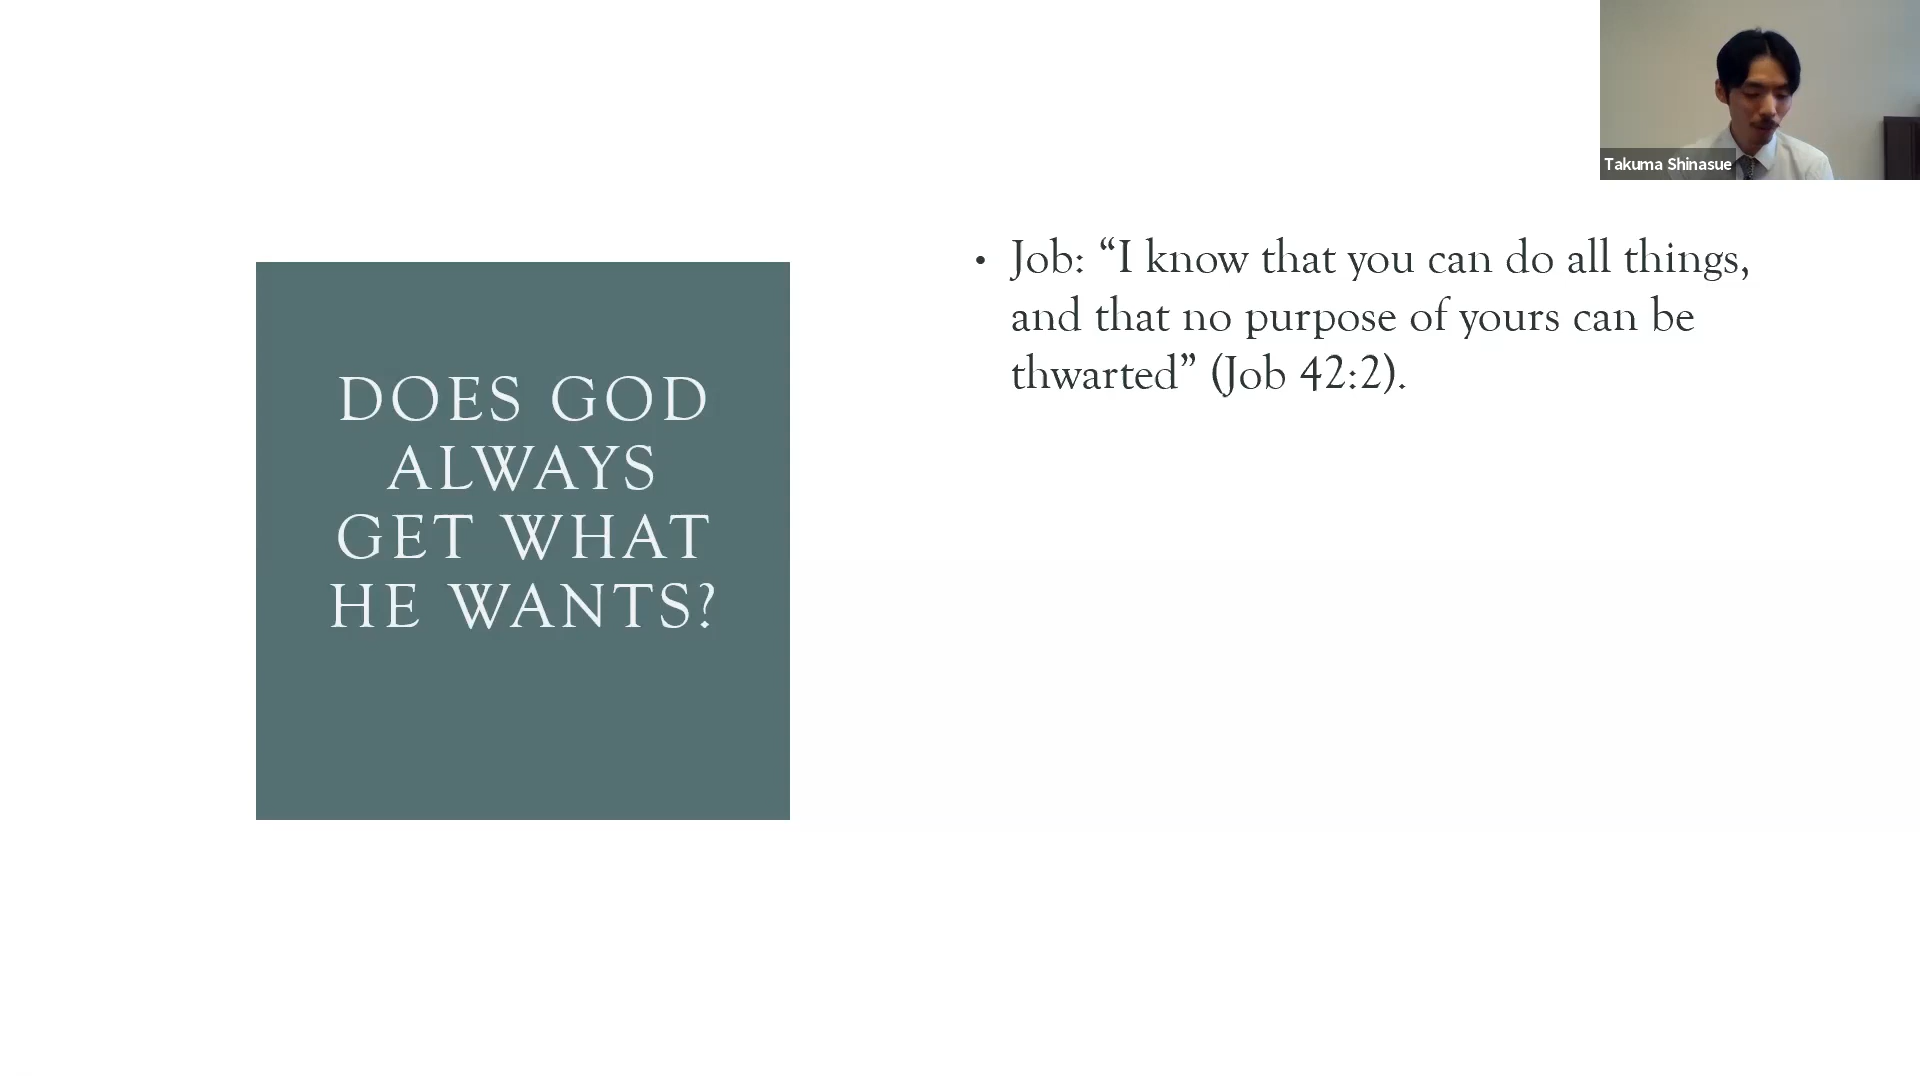 Takuma Shinasue
DOES GOD
ALWAYS
GET WHAT
HE WANTS?
• Job: “I know that you can do all things,
and that no purpose of yours can be
thwarted” (Job 42:2).